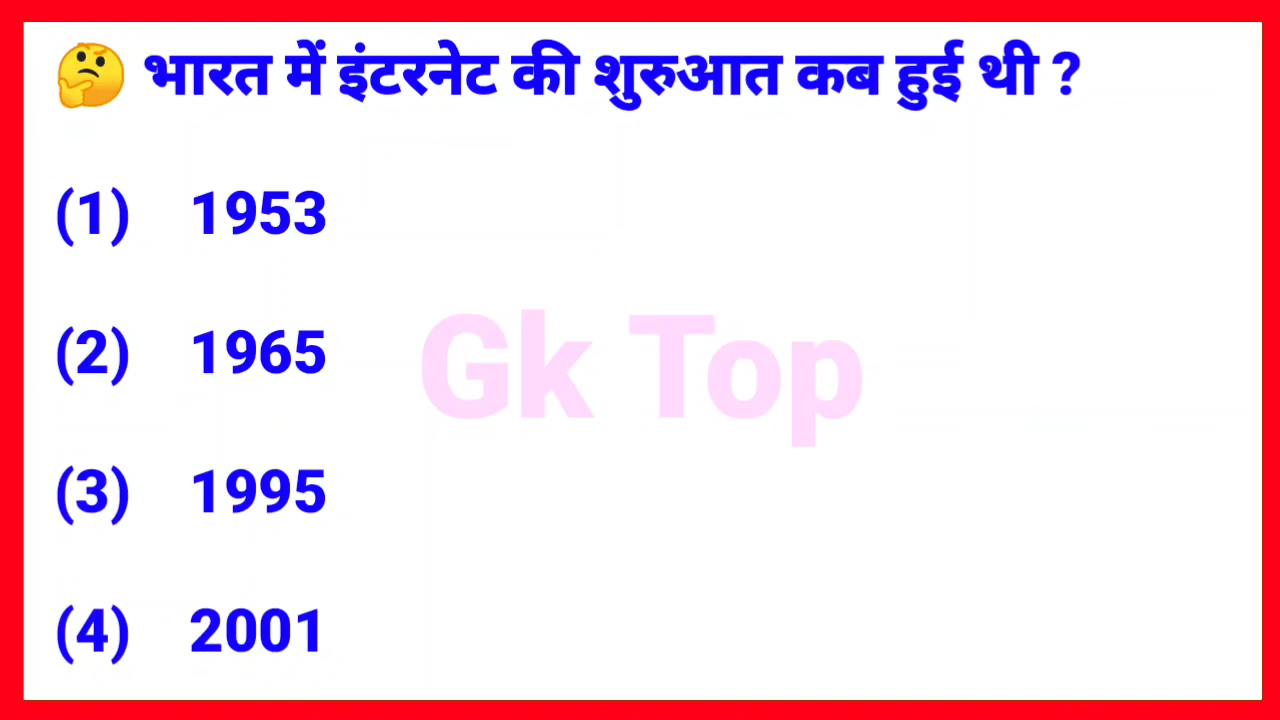 🤔 भारत में इंटरनेट की शुरुआत कब हुई थी ?
(1) 1953
(2) 1965
Gk Top
(3) 1995
(4) 2001